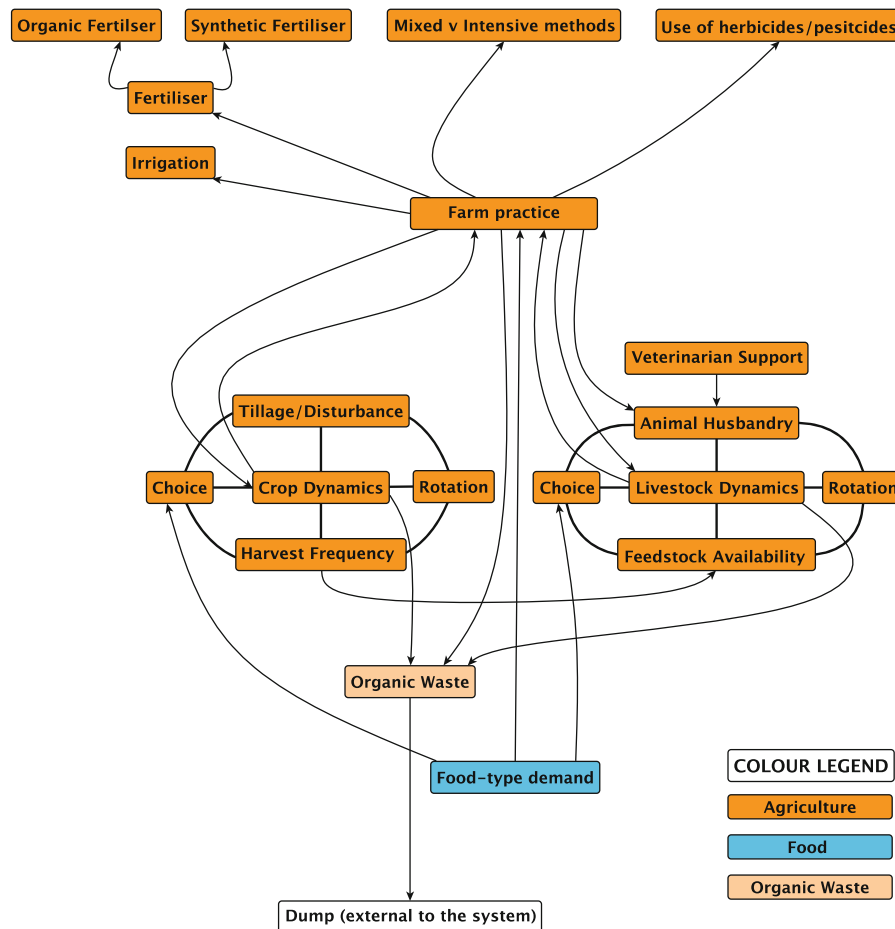 Organic Fertilser
Synthetic Fertiliser
Mixed v Intensive methods
Use of herbicides/pesitcides
Fertiliser
Irrigation
Farm practice
Veterinarian Support
Tillage/Disturbance
Animal Husbandry
Choice
Crop Dynamics
Rotation
Choice
Livestock Dynamics
Rotation
Harvest Frequency
Feedstock Availability
Organic Waste
Food-type demand
COLOUR LEGEND
Agriculture
Food
Organic Waste
Dump (external to the system)